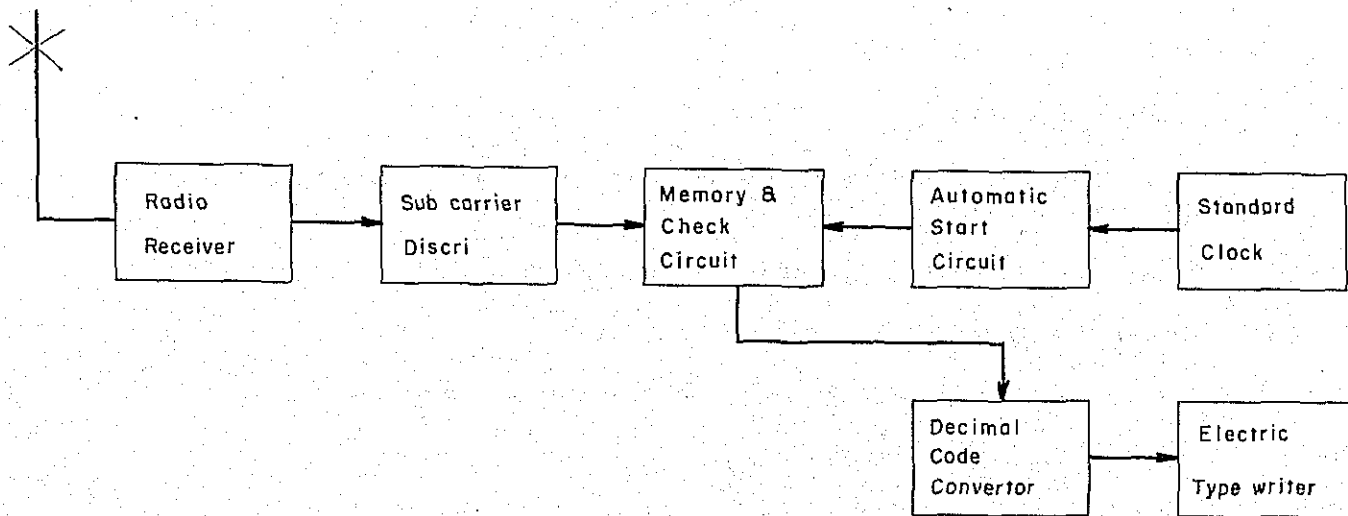 Radio
Receiver
Sub carrier
Discri
Memory &
Check
Circuit
Automatic
Start
Circuit
Standard
Clock
Decimal
Code
Convertor
Electric
Type writer